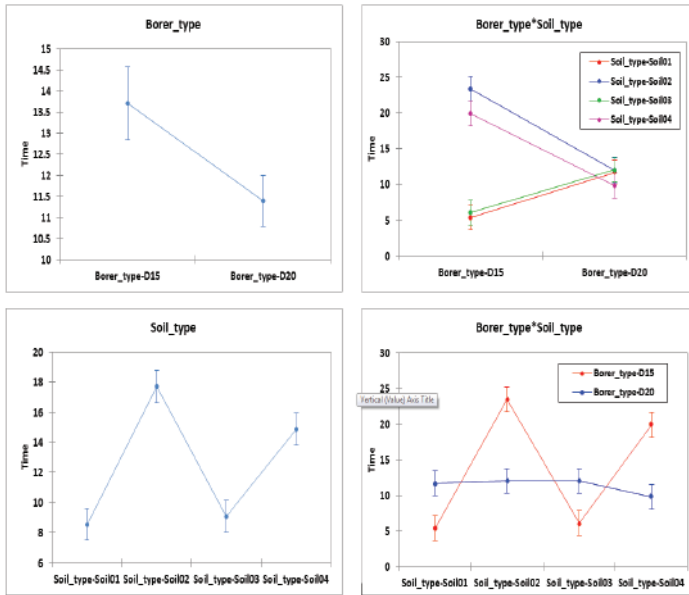 Borer_type
15
14.5
14
13.5
13
12.5
12
11.5
11
10.5
10
Time
Borer_type-D15 Borer_type-D20
Borer_type*Soil_type
30
25
20
15
10
5
0
Time
Soil_type-Soil01
Soil_type-Soil02
Soil_type-Soil03
Soil_type-Soil04
Borer_type-D15 Borer_type-D20
Soil_type
20
18
16
14
12
10
8
6
Time
Soil_type-Soil01 Soil_type-Soil02 Soil_type-Soil03 Soil_type-Soil04
Borer_type*Soil_type
30
25
20
15
10
5
0
Time
Vertical (Value) Axis Title
Borer_type-D15
Borer_type-D20
Soil_type-Soil01 Soil_type-Soil02 Soil_type-Soil03 Soil_type-Soil04